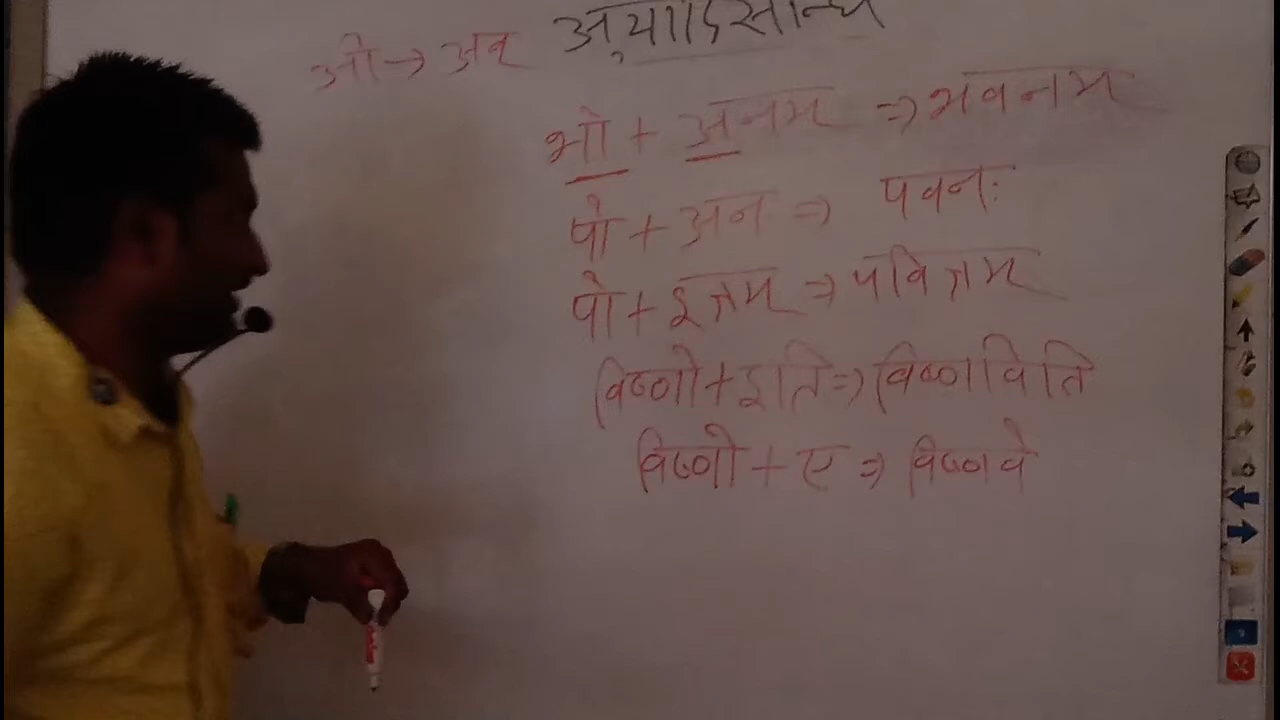 अयादिसन्धि
ओ → अव्
भो + अनम् => भवनम्
पो + अनः => पवनः
पो + इत्रम् => पवित्रम्
विष्णो + इति => विष्णविति
विष्णो + ए => विष्णवे